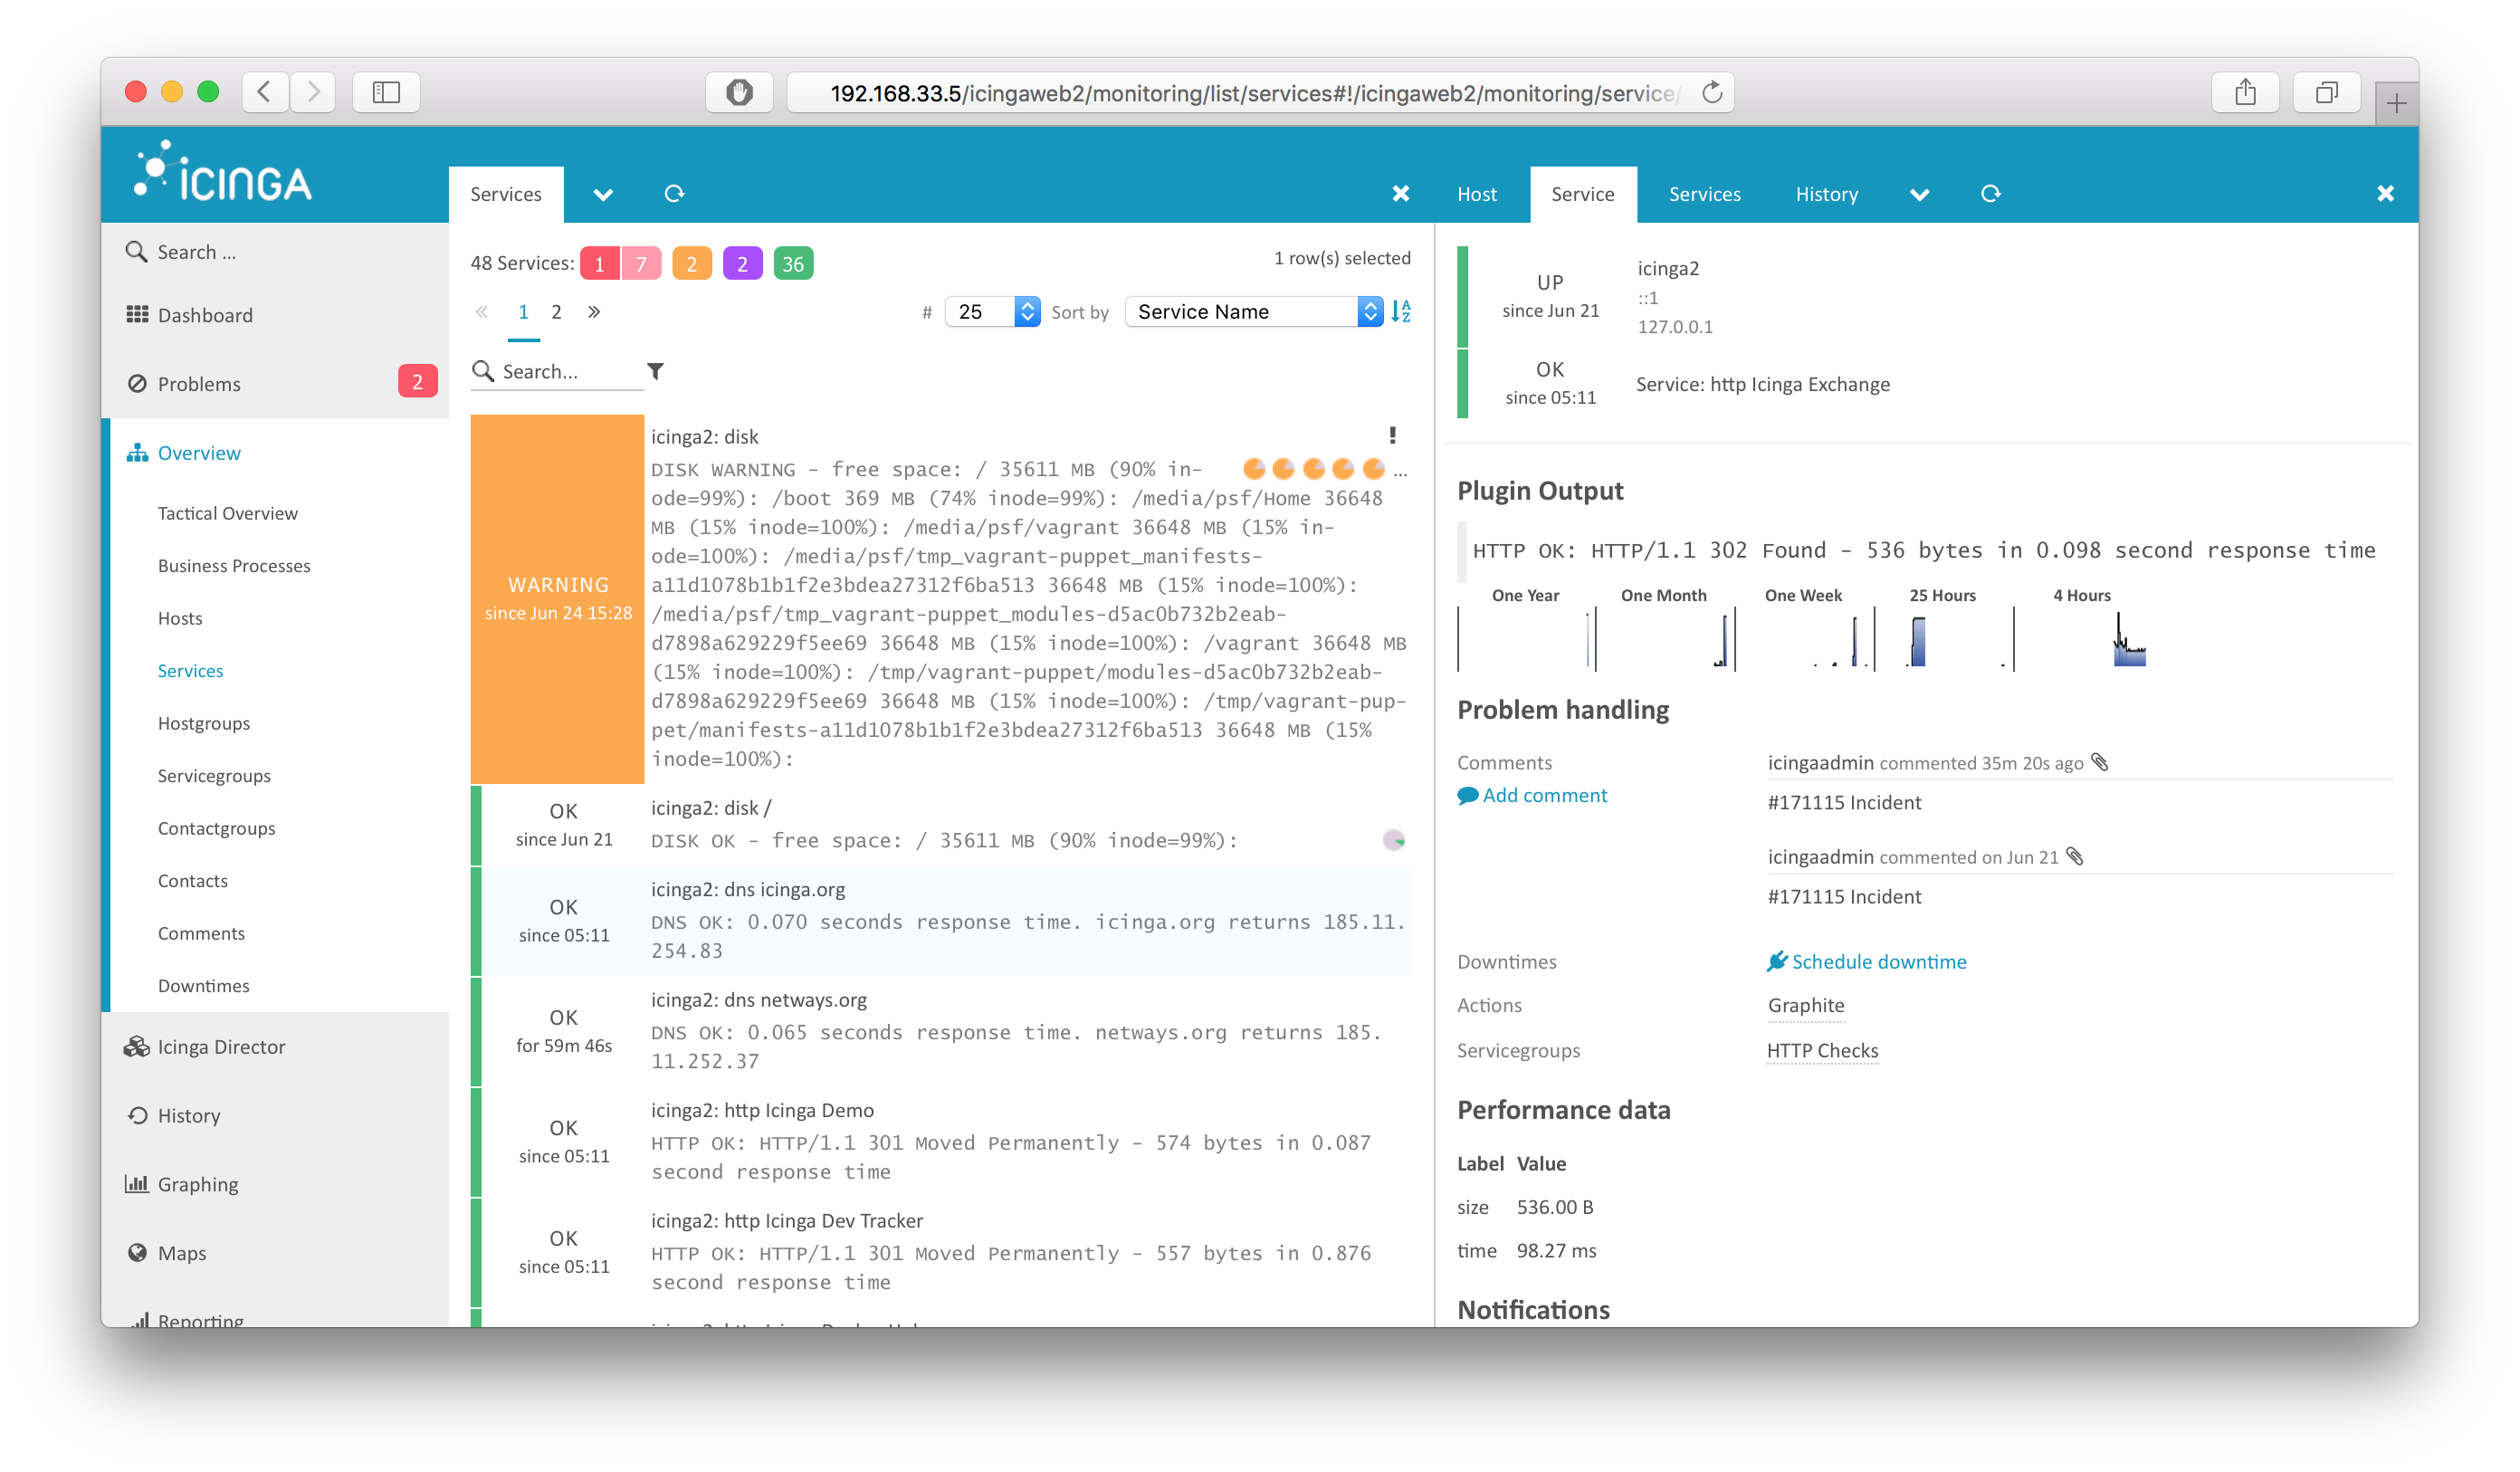 192.168.33.5/icingaweb2/monitoring/list/services#!/icingaweb2/monitoring/service/
ICINGA
Services
Host
Service
Services
History
Search ...
Dashboard
Problems
2
Overview
Tactical Overview
Business Processes
Hosts
Services
Hostgroups
Servicegroups
Contactgroups
Contacts
Comments
Downtimes
Icinga Director
History
Graphing
Maps
Reporting
48 Services: 1 7 2 2 36
1 row(s) selected
« 1 2 »
# 25 Sort by Service Name
Search...
WARNING
since Jun 24 15:28
icinga2: disk
DISK WARNING - free space: / 35611 MB (90% in-
ode=99%): /boot 369 MB (74% inode=99%): /media/psf/Home 36648
MB (15% inode=100%): /media/psf/vagrant 36648 MB (15% in-
ode=100%): /media/psf/tmp_vagrant-puppet_manifests-
a11d1078b1b1f2e3bdea27312f6ba513 36648 MB (15% inode=100%):
/media/psf/tmp_vagrant-puppet_modules-d5ac0b732b2eab-
d7898a629229f5ee69 36648 MB (15% inode=100%): /vagrant 36648 MB
(15% inode=100%): /tmp/vagrant-puppet/modules-d5ac0b732b2eab-
d7898a629229f5ee69 36648 MB (15% inode=100%): /tmp/vagrant-pup-
pet/manifests-a11d1078b1b1f2e3bdea27312f6ba513 36648 MB (15%
inode=100%):
...
OK
since Jun 21
icinga2: disk /
DISK OK - free space: / 35611 MB (90% inode=99%):
OK
since 05:11
icinga2: dns icinga.org
DNS OK: 0.070 seconds response time. icinga.org returns 185.11.
254.83
OK
for 59m 46s
icinga2: dns netways.org
DNS OK: 0.065 seconds response time. netways.org returns 185.
11.252.37
OK
since 05:11
icinga2: http Icinga Demo
HTTP OK: HTTP/1.1 301 Moved Permanently - 574 bytes in 0.087
second response time
OK
since 05:11
icinga2: http Icinga Dev Tracker
HTTP OK: HTTP/1.1 301 Moved Permanently - 557 bytes in 0.876
second response time
UP
since Jun 21
icinga2
::1
127.0.0.1
OK
since 05:11
Service: http Icinga Exchange
Plugin Output
HTTP OK: HTTP/1.1 302 Found - 536 bytes in 0.098 second response time
One Year
One Month
One Week
25 Hours
4 Hours
Problem handling
Comments
Add comment
icingaadmin commented 35m 20s ago
#171115 Incident
icingaadmin commented on Jun 21
#171115 Incident
Downtimes
Schedule downtime
Actions
Graphite
Servicegroups
HTTP Checks
Performance data
Label Value
size 536.00 B
time 98.27 ms
Notifications